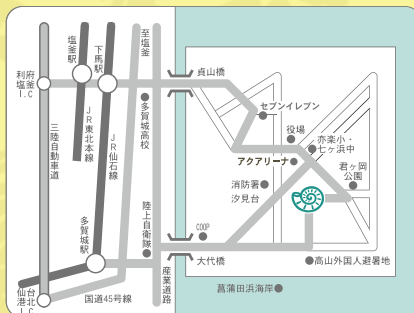 利府
塩釜
I.C
塩釜駅
下馬駅
至塩釜
貞山橋
多賀城高校
セブンイレブン
役場
亦楽小・
七ヶ浜中
アクアリーナ
君ヶ岡
公園
三陸自動車道
JR東北本線
JR仙石線
消防署
汐見台
多賀城駅
陸上自衛隊
COOP
大代橋
高山外国人避暑地
仙台
港北
I.C
国道45号線
産業道路
菖蒲田浜海岸